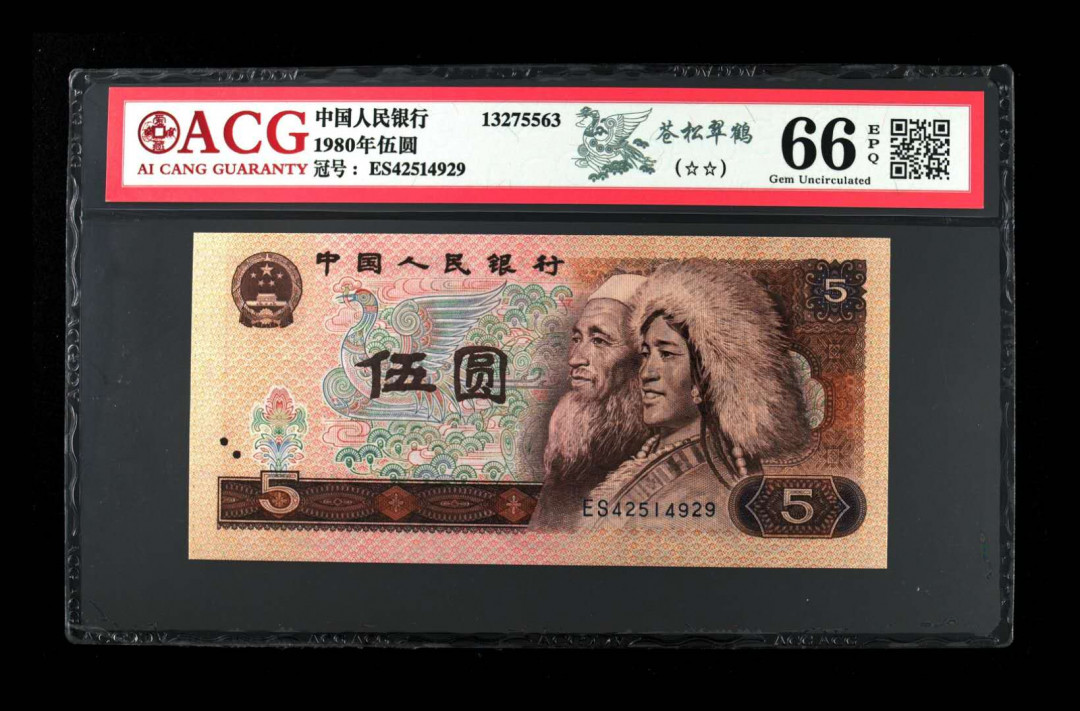 ACG
AI CANG GUARANTY
中国人民银行
1980年伍圆
冠号： ES42514929
13275563
苍松翠鹤
(☆☆)
66
EPQ
Gem Uncirculated
中国人民银行
5
伍圆
5
ES42514929
5